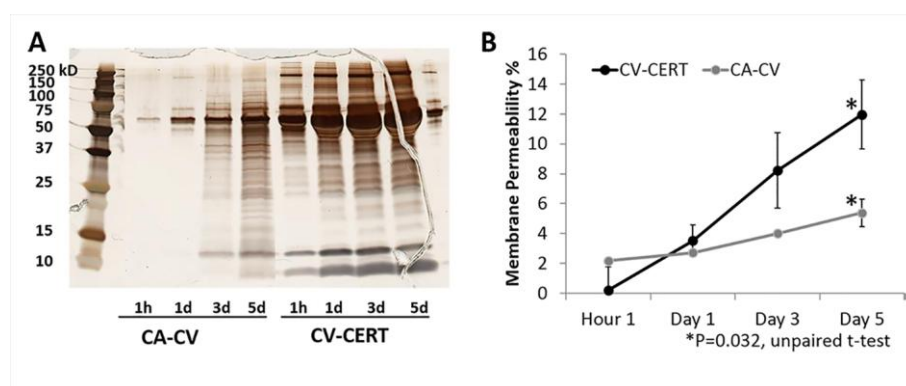 A
250 kD
150
100
75
50
37
25
15
10
1h 1d 3d 5d 1h 1d 3d 5d
CA-CV CV-CERT
B
Membrane Permeablility %
16
14
12
10
8
6
4
2
0
CV-CERT CA-CV
*
*
Hour 1 Day 1 Day 3 Day 5
*P=0.032, unpaired t-test